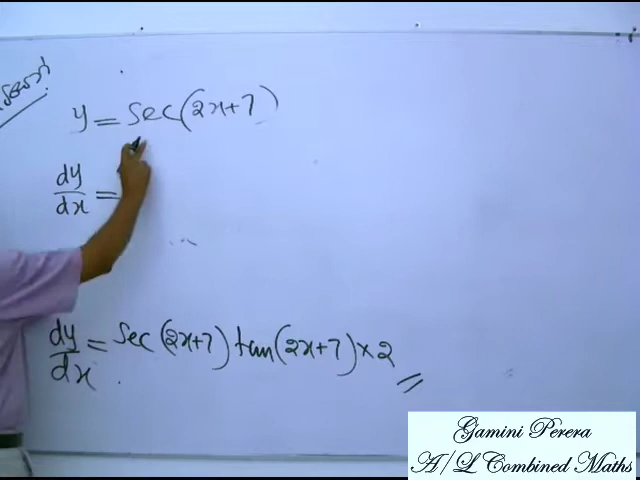 y = sec(2x+7)
dy/dx =
dy/dx = sec(2x+7) tan(2x+7) × 2
Gamini Perera
A/L Combined Maths